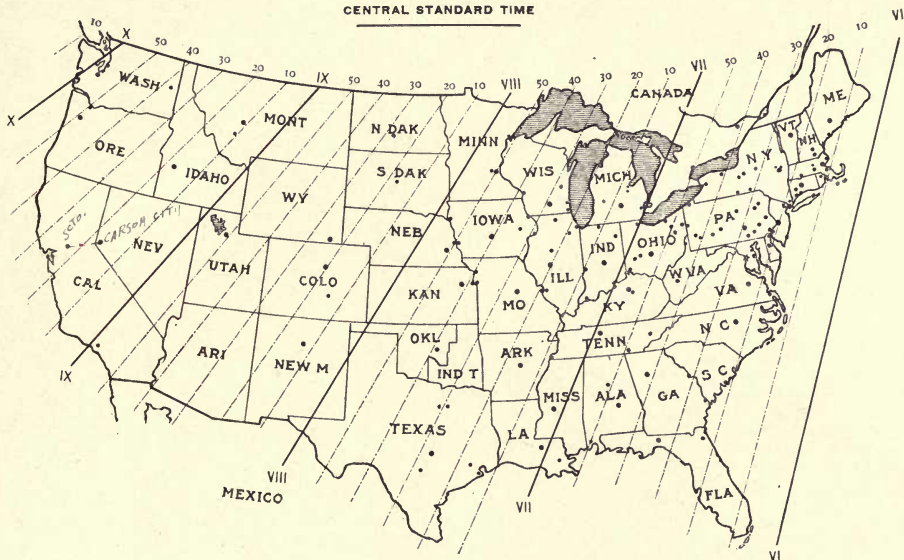 CENTRAL STANDARD TIME
VI
10 X 50 40 30 20 10 IX 50 40 30 20 10 VIII 50 40 30 20 10 VII 50 40 30 20 10
CANADA
WASH
MONT
N DAK
MINN
ME
VT
NH
ORE
IDAHO
S DAK
WIS
MICH
N Y
WY
IOWA
PA
X
SCTO.
CARSON CITY
NEV
UTAH
NEB
ILL
IND
OHIO
W VA
CAL
COLO
KAN
MO
KY
VA
ARI
NEW M
OKL
IND T
ARK
TENN
N C
S C
IX
TEXAS
LA
MISS
ALA
GA
VIII
MEXICO
VII
FLA
VI